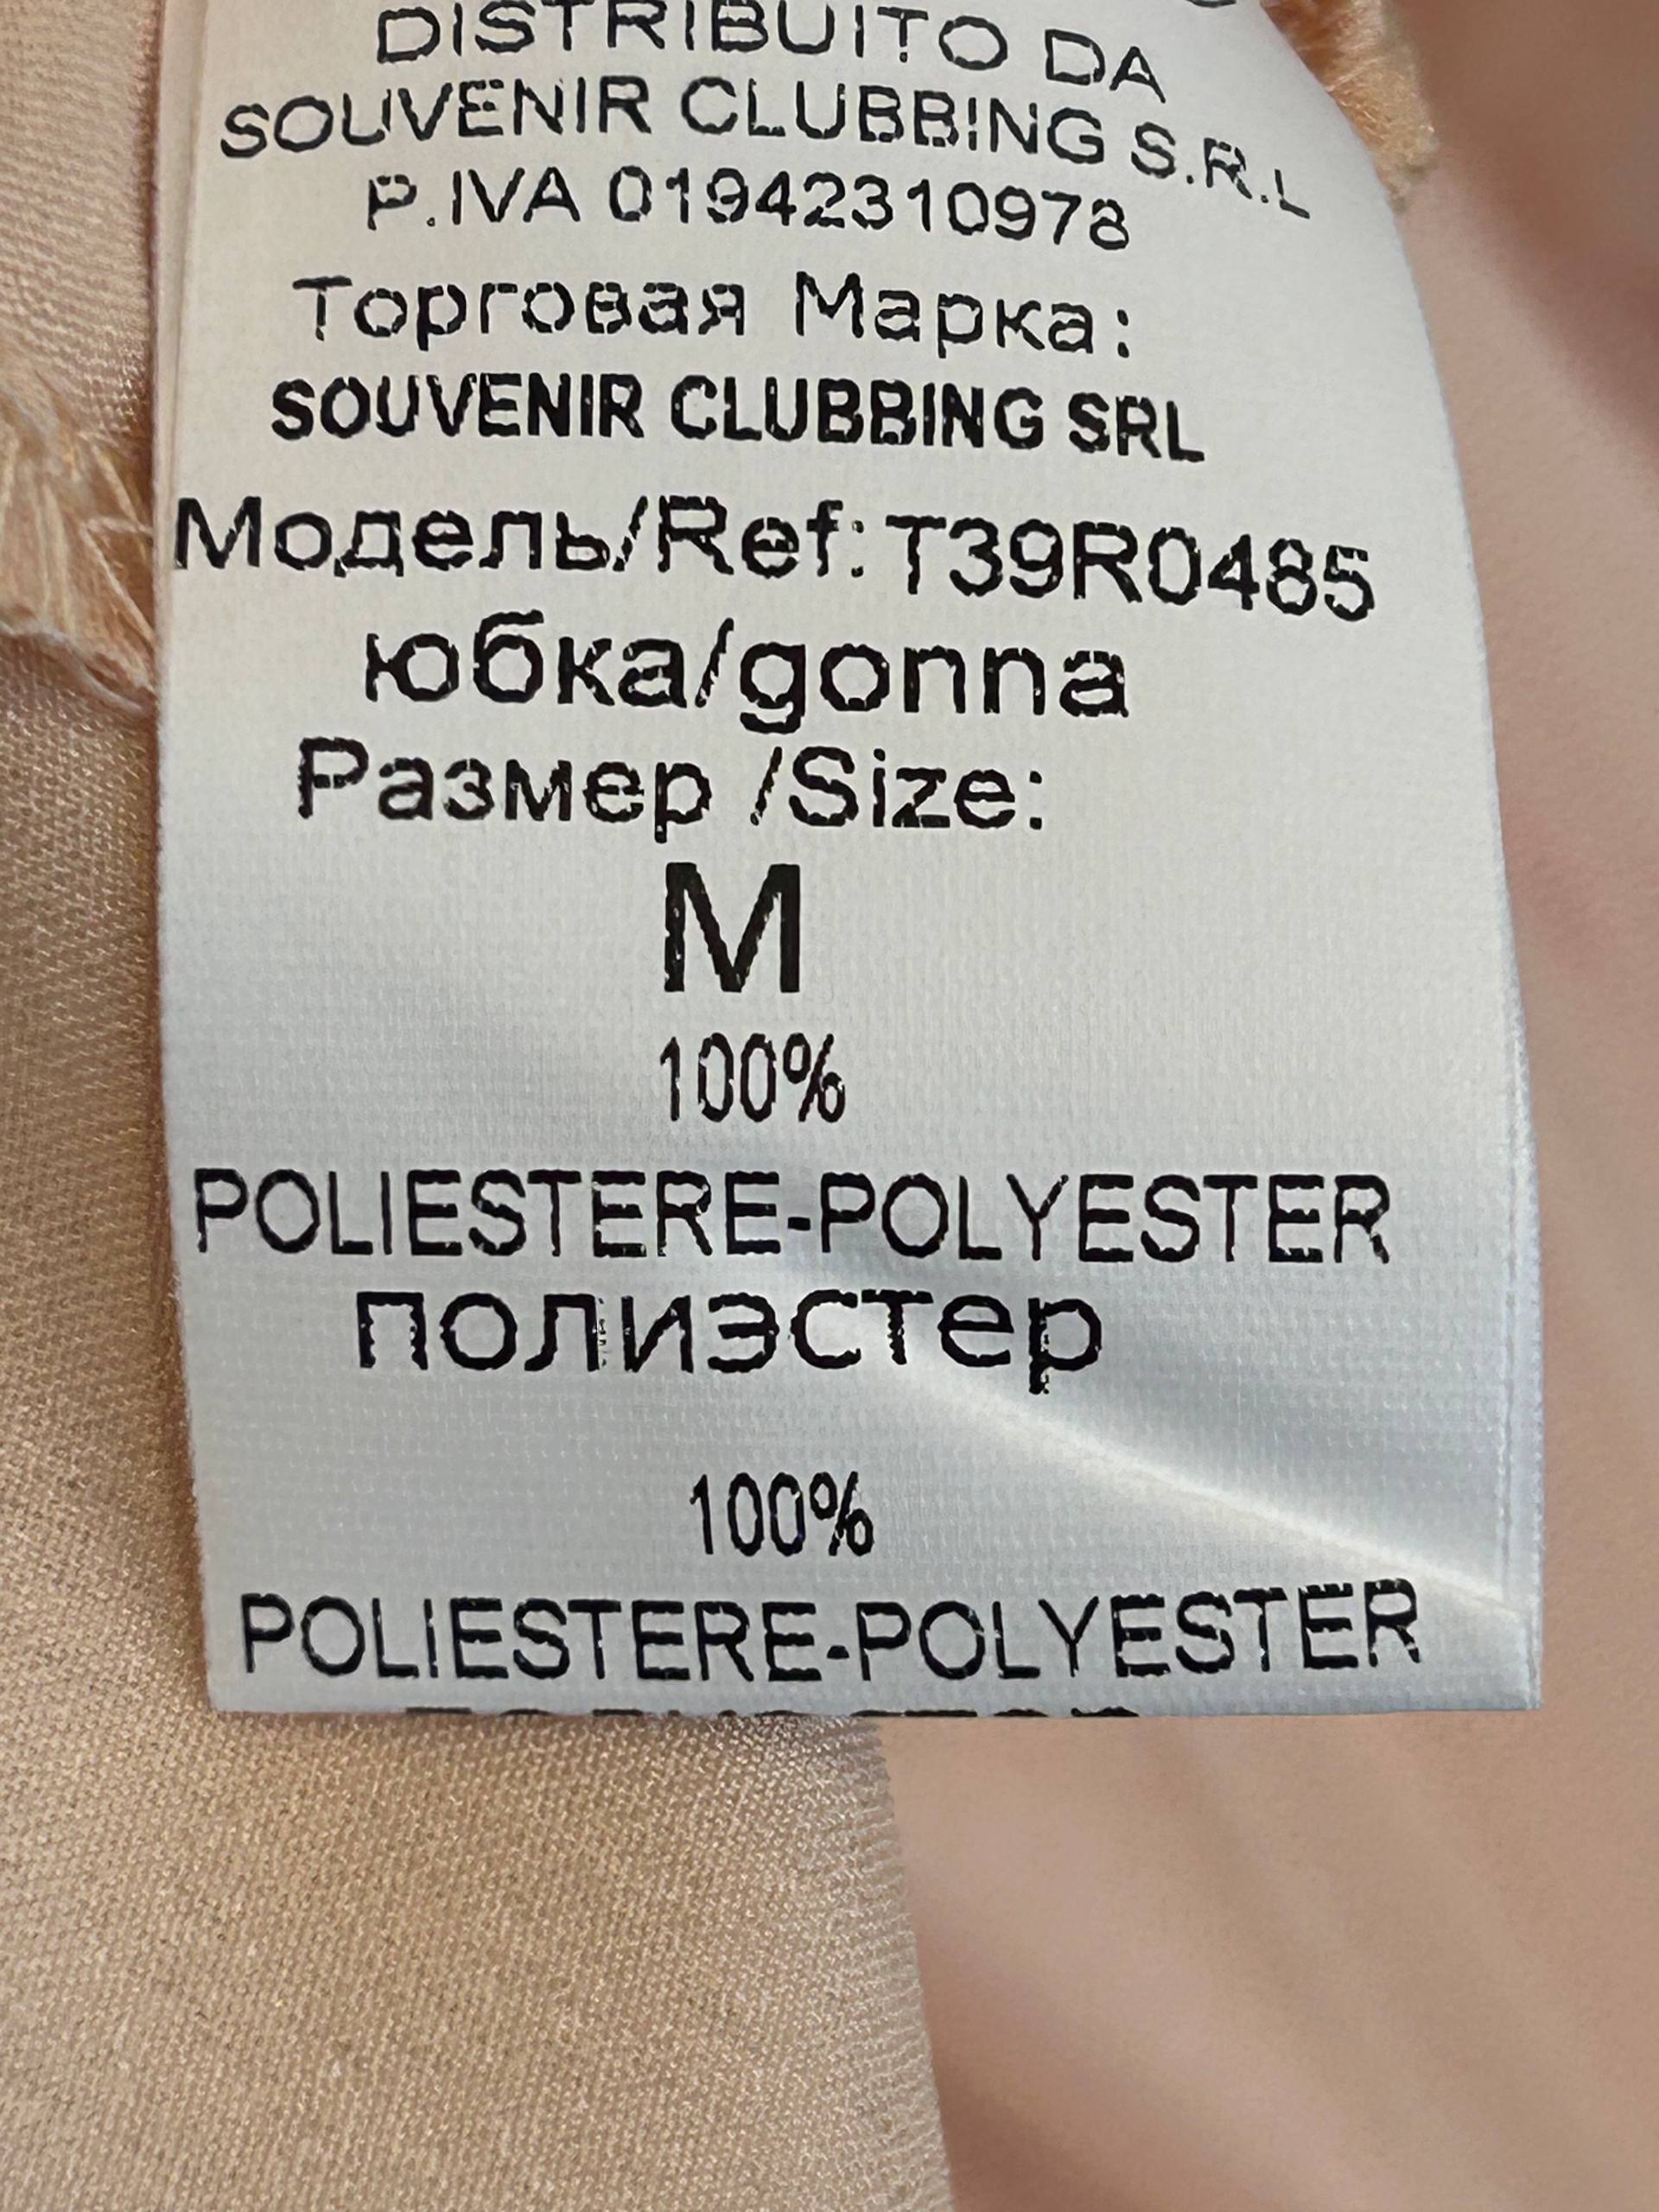 DISTRIBUITO DA
SOUVENIR CLUBBING S.R.L
P.IVA 01942310978
Торговая Марка:
SOUVENIR CLUBBING SRL
Модель/Ref: T39R0485
юбка/gonna
Размер /Size:
M
100%
POLIESTERE-POLYESTER
полиэстер
100%
POLIESTERE-POLYESTER